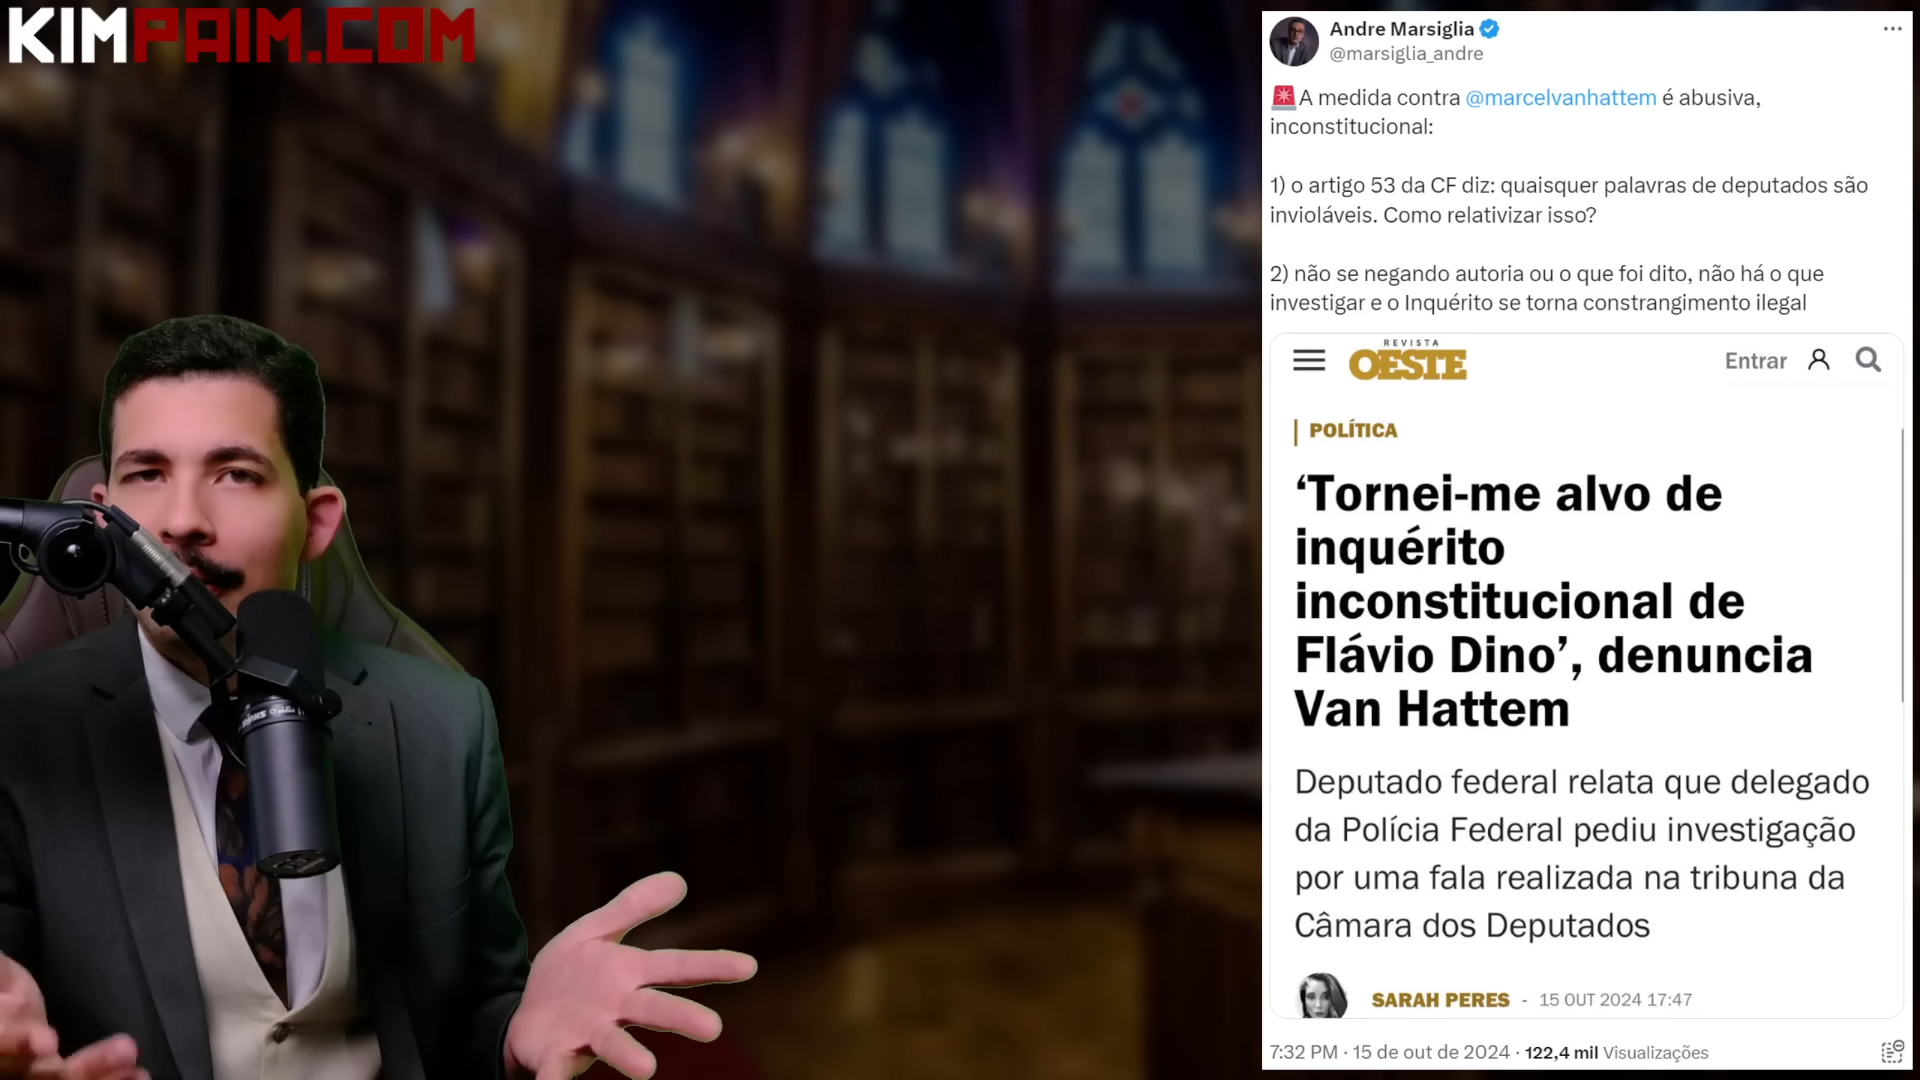 KIMPAIM.COM
Andre Marsiglia
@marsiglia_andre
🚨A medida contra @marcelvanhattem é abusiva,
inconstitucional:
1) o artigo 53 da CF diz: quaisquer palavras de deputados são
invioláveis. Como relativizar isso?
2) não se negando autoria ou o que foi dito, não há o que
investigar e o Inquérito se torna constrangimento ilegal
REVISTA
OESTE
Entrar
POLÍTICA
‘Tornei-me alvo de
inquérito
inconstitucional de
Flávio Dino’, denuncia
Van Hattem
Deputado federal relata que delegado
da Polícia Federal pediu investigação
por uma fala realizada na tribuna da
Câmara dos Deputados
SARAH PERES - 15 OUT 2024 17:47
7:32 PM · 15 de out de 2024 · 122,4 mil Visualizações